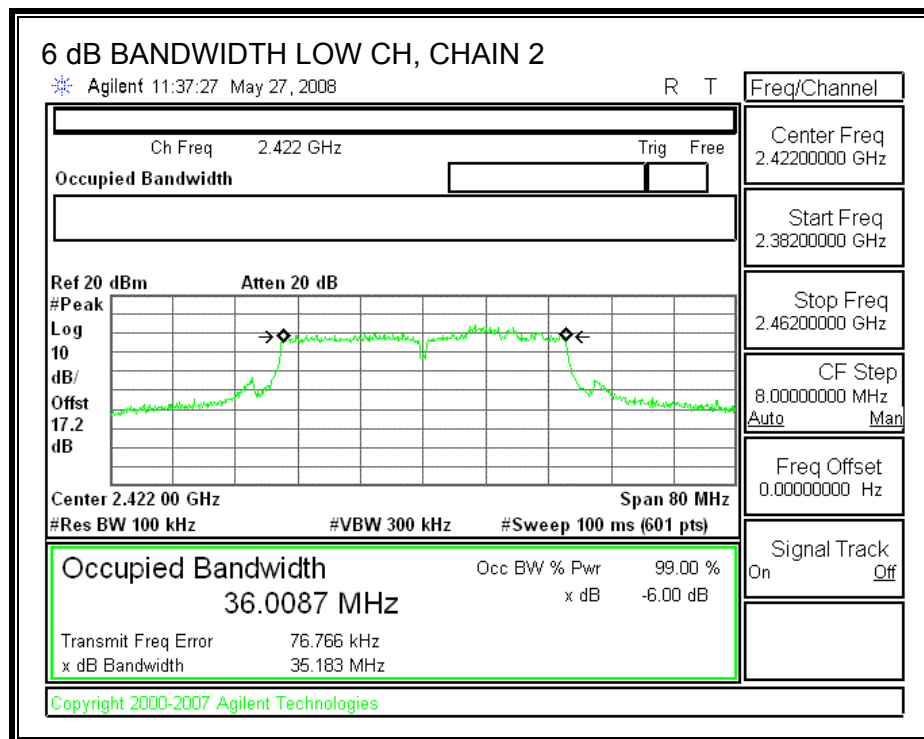 6 dB BANDWIDTH LOW CH, CHAIN 2
Agilent 11:37:27 May 27, 2008 R T
Freq/Channel
Ch Freq 2.422 GHz Trig Free
Occupied Bandwidth
Center Freq
2.42200000 GHz
Start Freq
2.38200000 GHz
Stop Freq
2.46200000 GHz
CF Step
8.00000000 MHz
Auto Man
Freq Offset
0.00000000 Hz
Signal Track
On Off
Ref 20 dBm Atten 20 dB
#Peak
Log
10
dB/
Offst
17.2
dB
Center 2.422 00 GHz Span 80 MHz
#Res BW 100 kHz #VBW 300 kHz #Sweep 100 ms (601 pts)
Occupied Bandwidth Occ BW % Pwr 99.00 %
36.0087 MHz x dB -6.00 dB
Transmit Freq Error 76.766 kHz
x dB Bandwidth 35.183 MHz
Copyright 2000-2007 Agilent Technologies